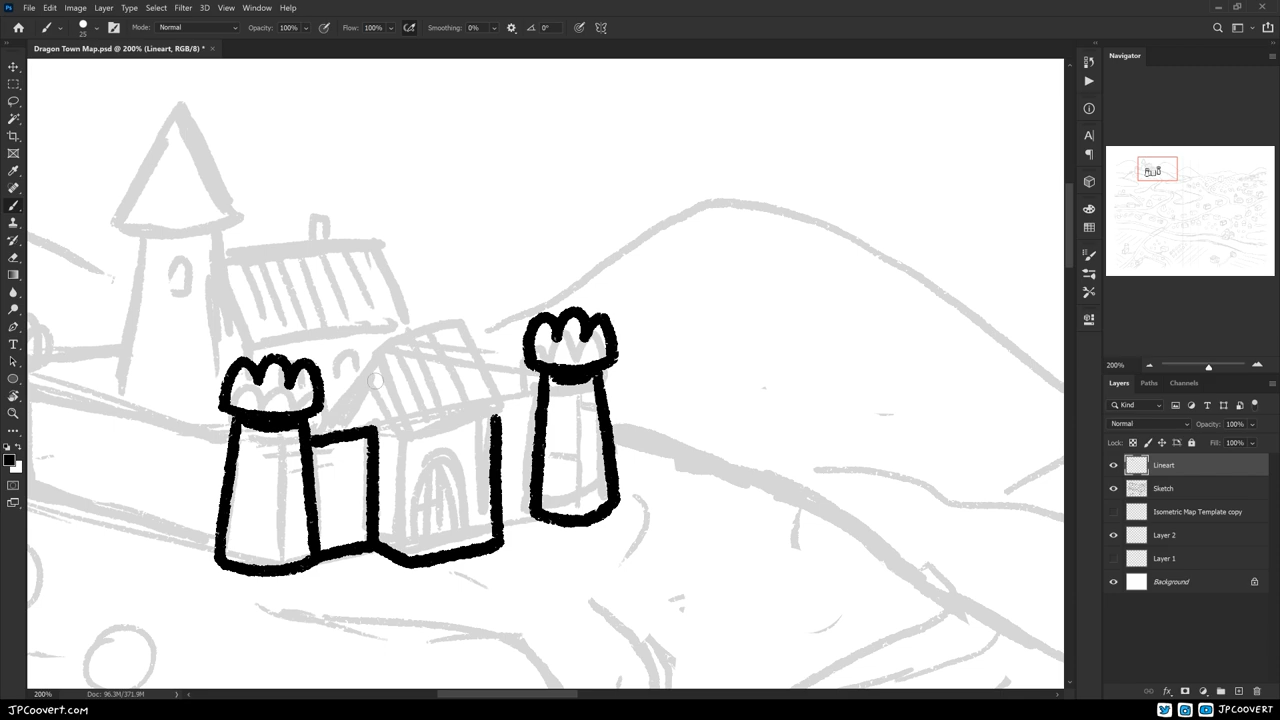 Ps File Edit Image Layer Type Select Filter 3D View Window Help
25 Mode: Normal Opacity: 100% Flow: 100% Smoothing: 0% 0°
Dragon Town Map.psd @ 200% (Lineart, RGB/8) *
Navigator
200%
Layers Paths Channels
Kind
Normal Opacity: 100%
Lock: Fill: 100%
Lineart
Sketch
Isometric Map Template copy
Layer 2
Layer 1
Background
200% Doc: 96.3M/371.9M
JPCoovert.com
JPCOOVERT